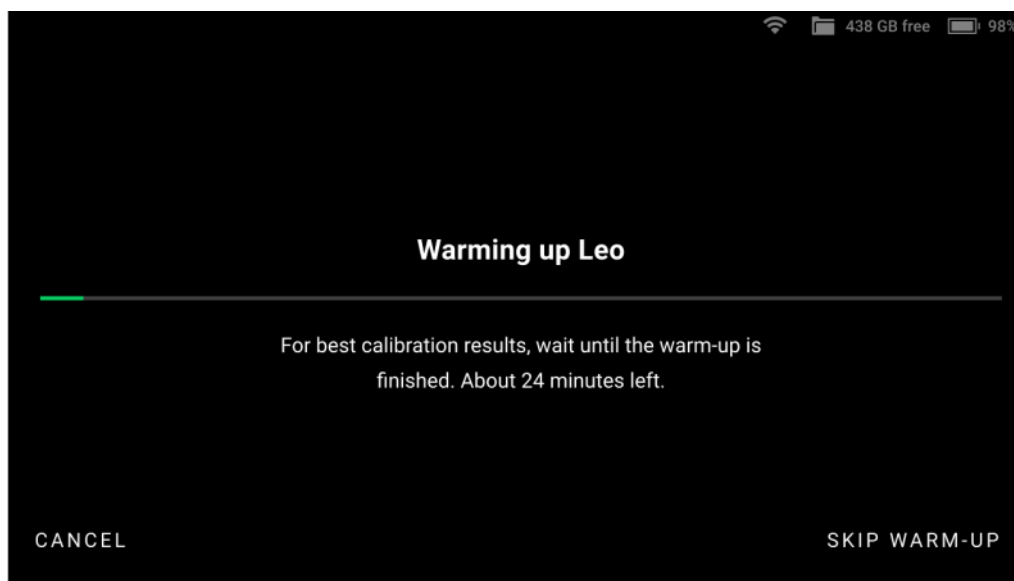 438 GB free 98%
Warming up Leo
For best calibration results, wait until the warm-up is
finished. About 24 minutes left.
CANCEL SKIP WARM-UP